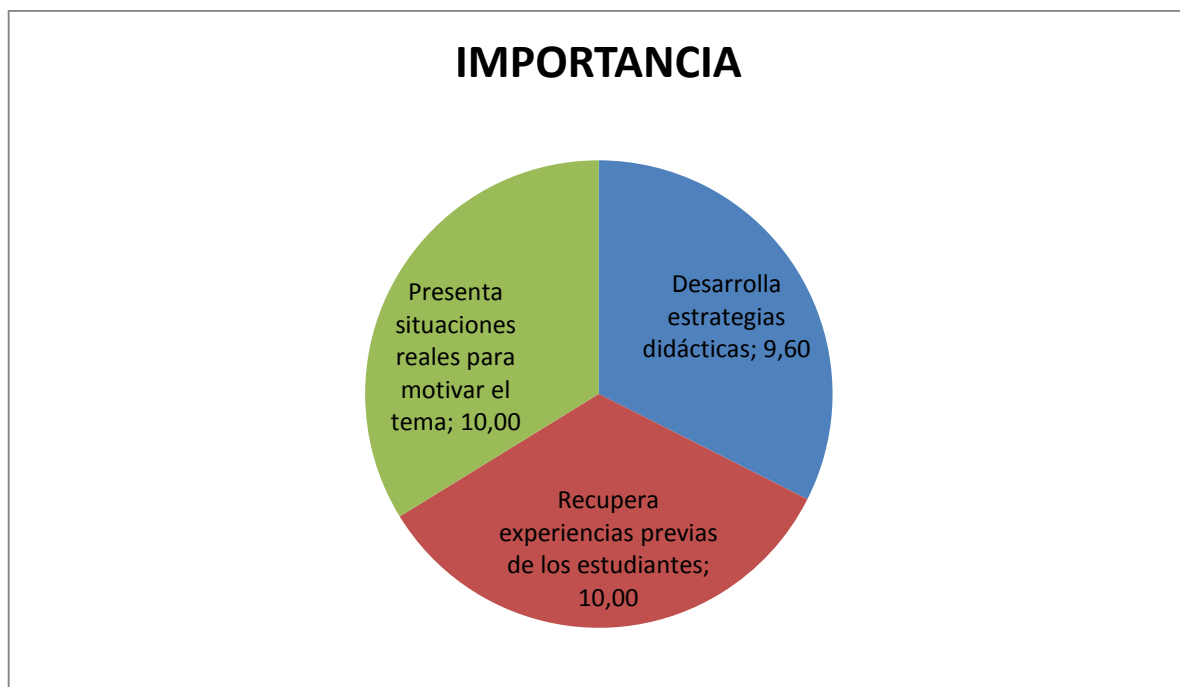 IMPORTANCIA
Desarrolla
estrategias
didácticas; 9,60
Presenta
situaciones
reales para
motivar el
tema; 10,00
Recupera
experiencias previas
de los estudiantes;
10,00